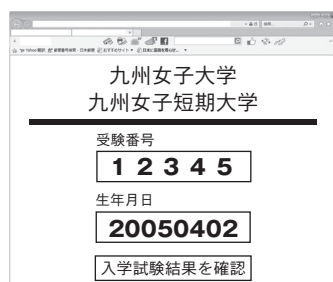 九州女子大学
九州女子短期大学
受験番号
1 2 3 4 5
生年月日
20050402
入学試験結果を確認